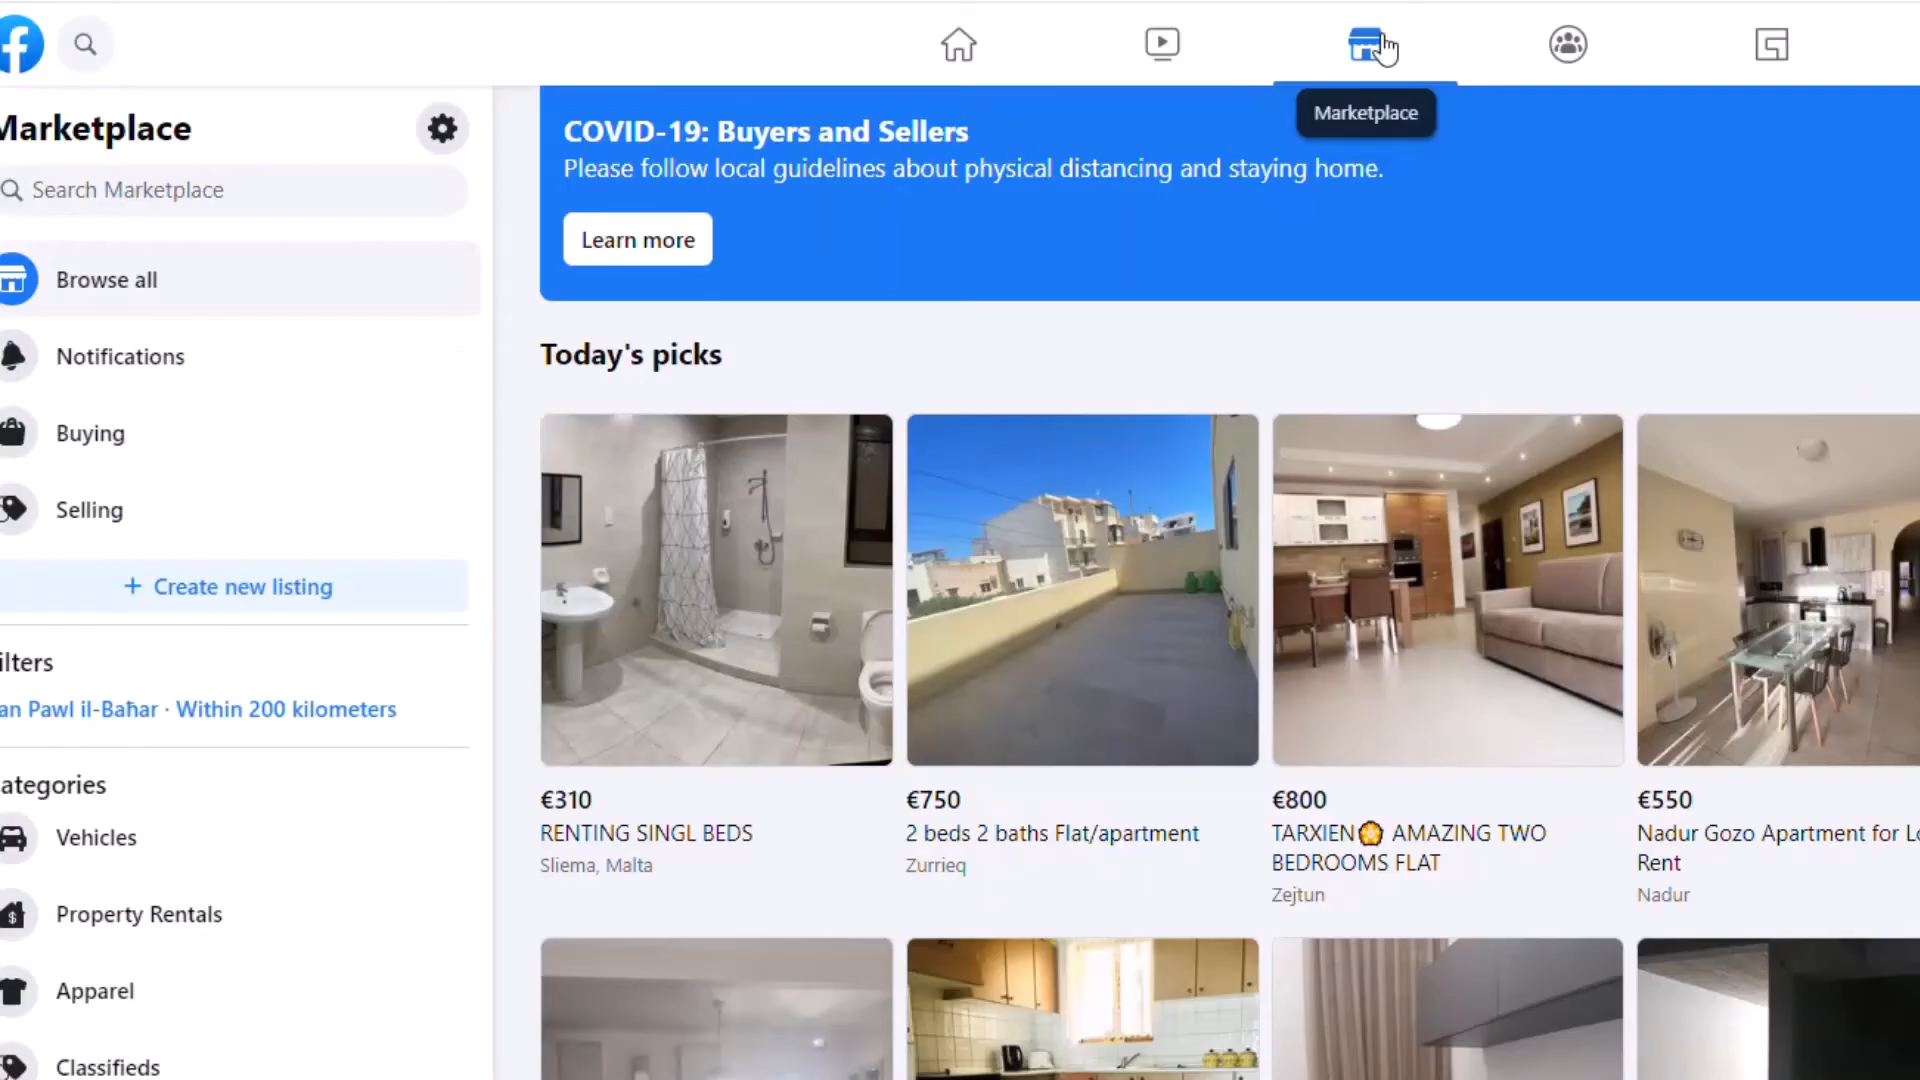 Marketplace
Search Marketplace
Browse all
Notifications
Buying
Selling
+ Create new listing
ilters
an Pawl il-Baħar · Within 200 kilometers
ategories
Vehicles
Property Rentals
Apparel
Classifieds
Marketplace
COVID-19: Buyers and Sellers
Please follow local guidelines about physical distancing and staying home.
Learn more
Today's picks
€310
RENTING SINGL BEDS
Sliema, Malta
€750
2 beds 2 baths Flat/apartment
Zurrieq
€800
TARXIEN🏵️ AMAZING TWO
BEDROOMS FLAT
Zejtun
€550
Nadur Gozo Apartment for Lo
Rent
Nadur